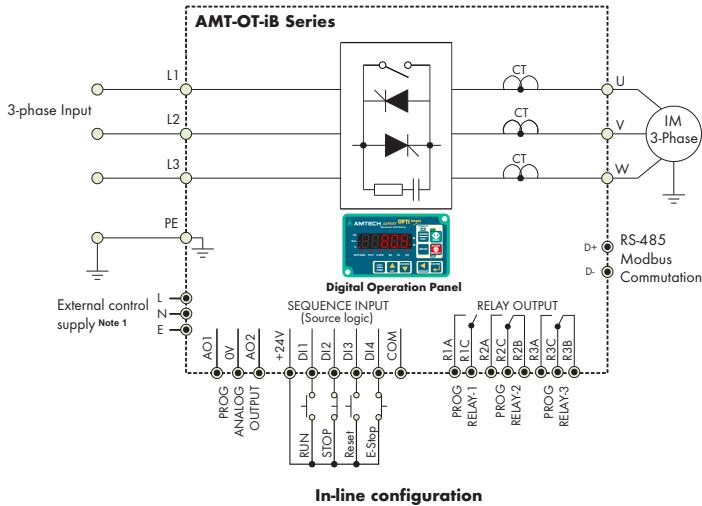 AMT-OT-iB Series
L1
CT
U
3-phase Input
L2
CT
V
IM
3-Phase
L3
CT
W
PE
AMTECH
OPTi
Digital Operation Panel
D+
D-
RS-485
Modbus
Commutation
External control
supply Note 1
L
N
E
SEQUENCE INPUT
(Source logic)
RELAY OUTPUT
AO1
0V
AO2
+24V
DI1
DI2
DI3
DI4
COM
R1A
R1C
R2A
R2C
R2B
R3A
R3C
R3B
PROG
ANALOG
OUTPUT
RUN
STOP
Reset
E-Stop
PROG
RELAY-1
PROG
RELAY-2
PROG
RELAY-3
In-line configuration